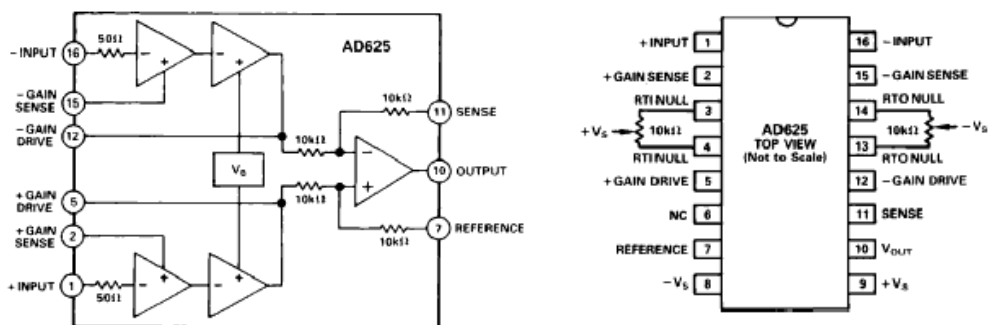 AD625
−INPUT
16
50Ω
−
+
−
+
−GAIN
SENSE
15
−GAIN
DRIVE
12
10kΩ
11
SENSE
10kΩ
−
+
10
OUTPUT
VB
+GAIN
DRIVE
5
10kΩ
+GAIN
SENSE
2
10kΩ
7
REFERENCE
+INPUT
1
50Ω
−
+
−
+
+INPUT
1
16
−INPUT
+GAIN SENSE
2
15
−GAIN SENSE
RTI NULL
3
14
RTO NULL
+VS
10kΩ
10kΩ
−VS
AD625
TOP VIEW
(Not to Scale)
4
13
RTI NULL
RTO NULL
+GAIN DRIVE
5
12
−GAIN DRIVE
NC
6
11
SENSE
REFERENCE
7
10
VOUT
−VS
8
9
+VS